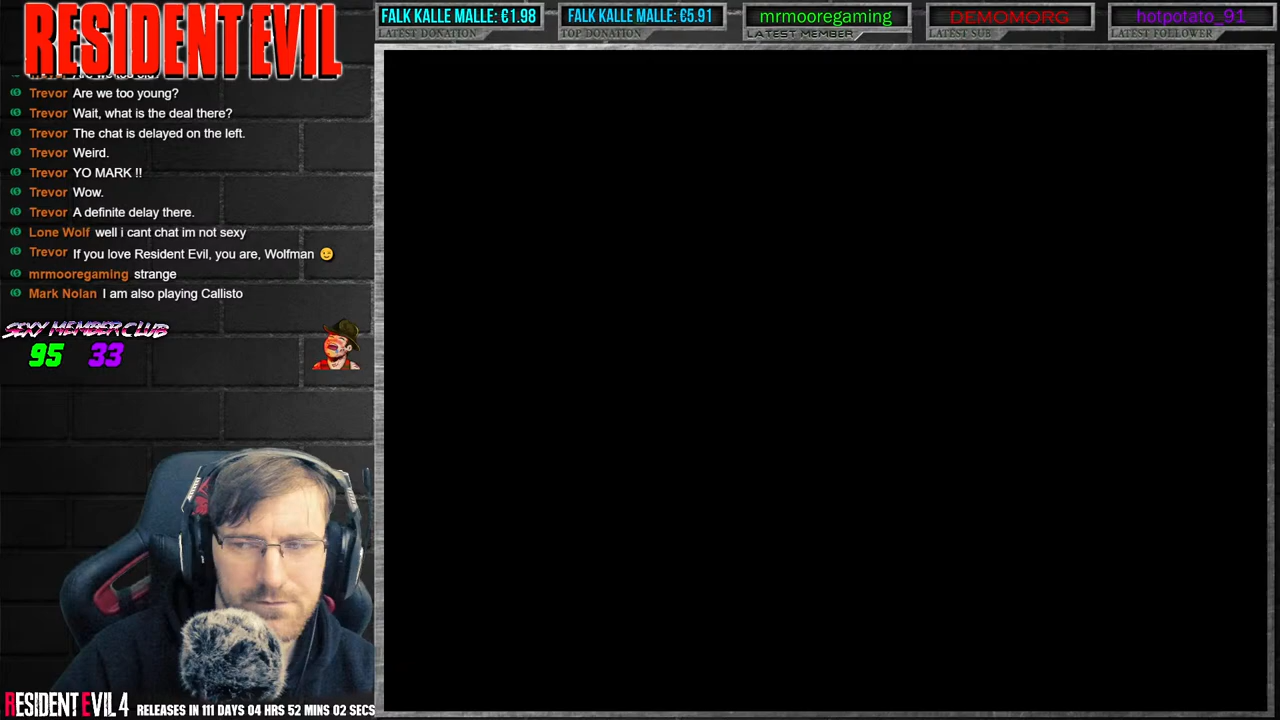 RESIDENT EVIL
FALK KALLE MALLE: €1.98
LATEST DONATION
FALK KALLE MALLE: €5.91
TOP DONATION
mrmooregaming
LATEST MEMBER
DEMOMORG
LATEST SUB
hotpotato_91
LATEST FOLLOWER
Trevor Are we too young?
Trevor Wait, what is the deal there?
Trevor The chat is delayed on the left.
Trevor Weird.
Trevor YO MARK !!
Trevor Wow.
Trevor A definite delay there.
Lone Wolf well i cant chat im not sexy
Trevor If you love Resident Evil, you are, Wolfman 😉
mrmooregaming strange
Mark Nolan I am also playing Callisto
SEXY MEMBER CLUB
95 33
RESIDENT EVIL 4 RELEASES IN 111 DAYS 04 HRS 52 MINS 02 SECS